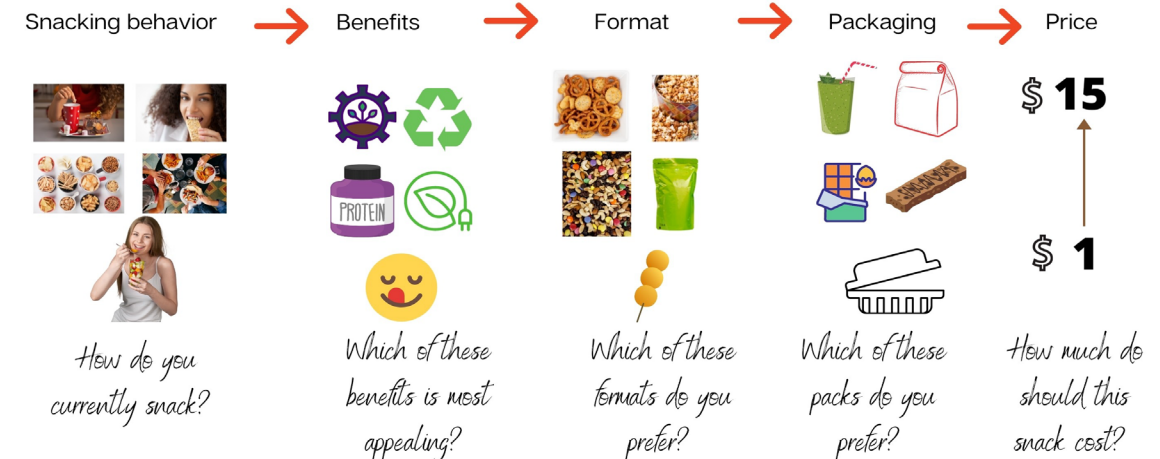 Snacking behavior
Benefits
Format
Packaging
Price
PROTEIN
$ 15
$ 1
How do you
currently snack?
Which of these
benefits is most
appealing?
Which of these
formats do you
prefer?
Which of these
packs do you
prefer?
How much do
should this
snack cost?